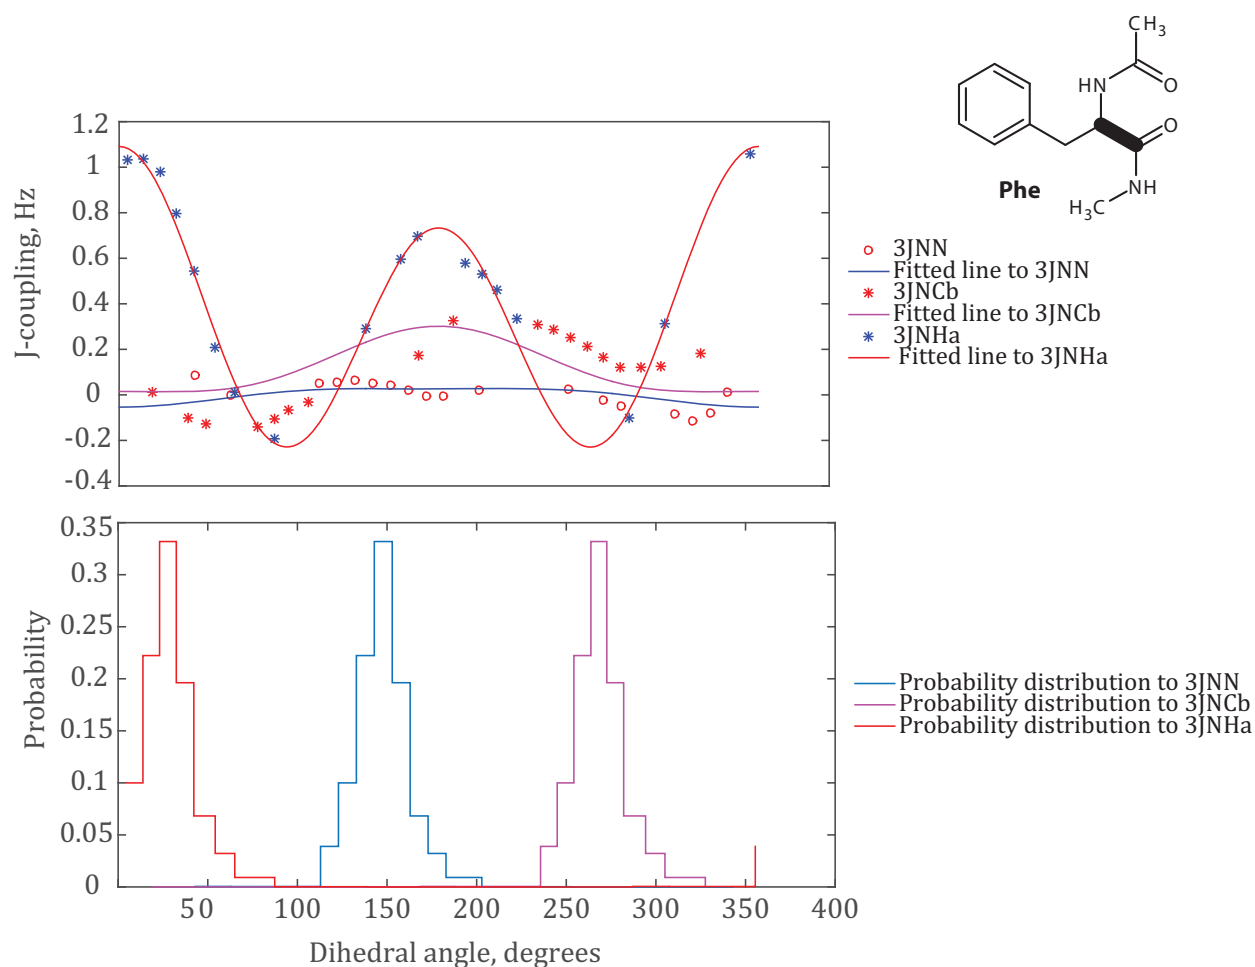 CH₃
HN
O
O
Phe
NH
H₃C
J-coupling, Hz
1.2
1
0.8
0.6
0.4
0.2
0
-0.2
-0.4
3JNN
Fitted line to 3JNN
3JNCb
Fitted line to 3JNCb
3JNHa
Fitted line to 3JNHa
Probability
0.35
0.3
0.25
0.2
0.15
0.1
0.05
0
50 100 150 200 250 300 350 400
Dihedral angle, degrees
Probability distribution to 3JNN
Probability distribution to 3JNCb
Probability distribution to 3JNHa